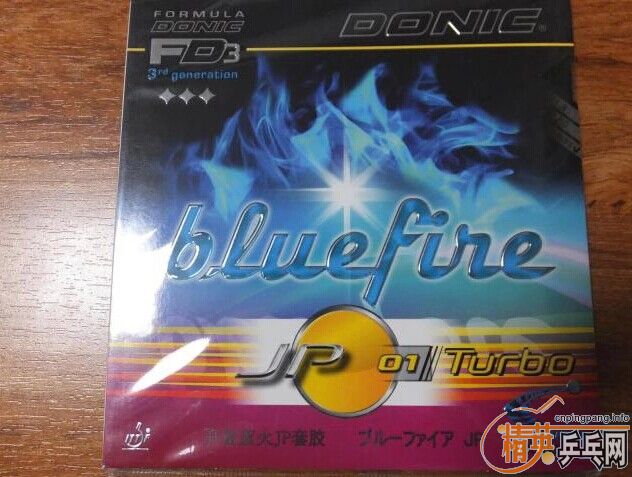 FORMULA
DONIC
FD3
3rd generation
DONIC
bluefire
JP 01 Turbo
ITTF
火JP套胶 ブルーファイア JP
cnpingpang.info
精英乒乓网